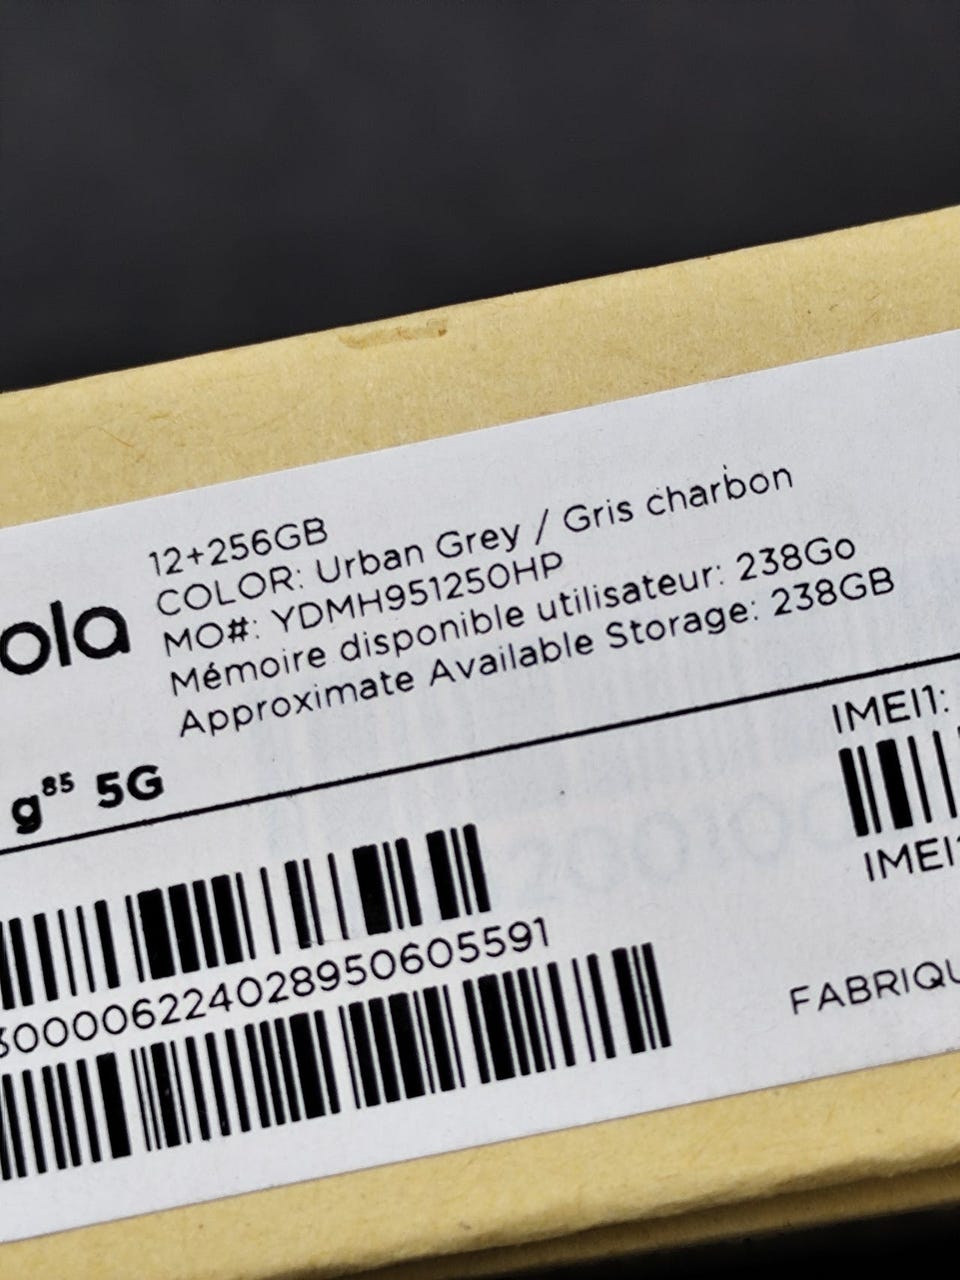 12+256GB
COLOR: Urban Grey / Gris charbon
MO#: YDMH951250HP
Mémoire disponible utilisateur: 238Go
Approximate Available Storage: 238GB
ola
g85 5G
IMEI1:
300006224028950605591
IMEI
FABRIQU